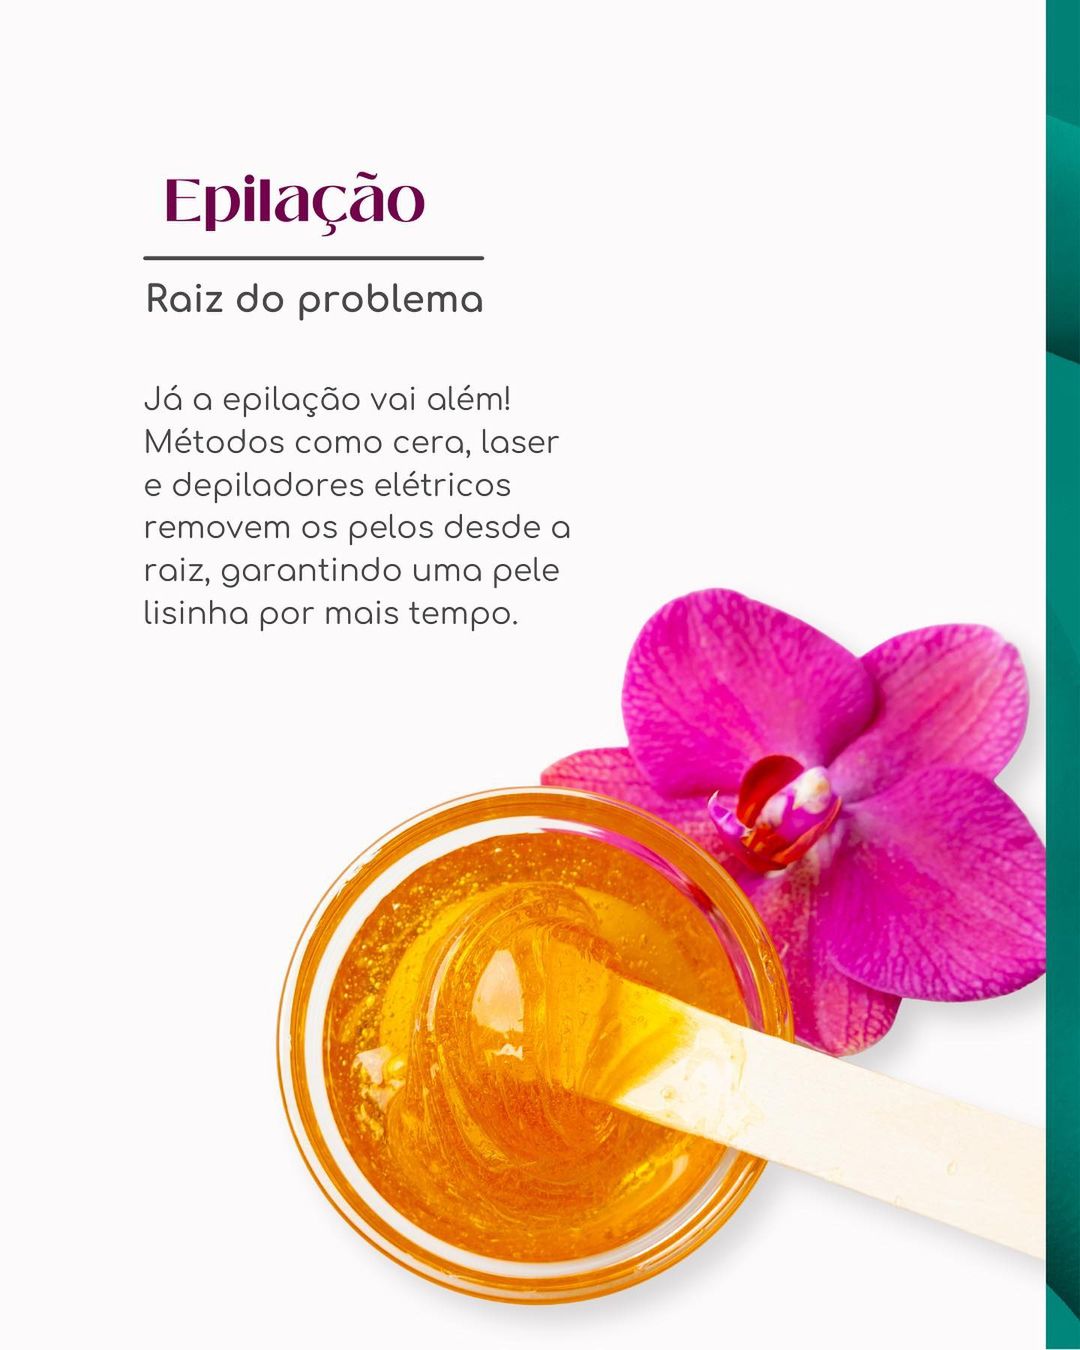 Epilação
Raiz do problema
Já a epilação vai além!
Métodos como cera, laser
e depiladores elétricos
removem os pelos desde a
raiz, garantindo uma pele
lisinha por mais tempo.